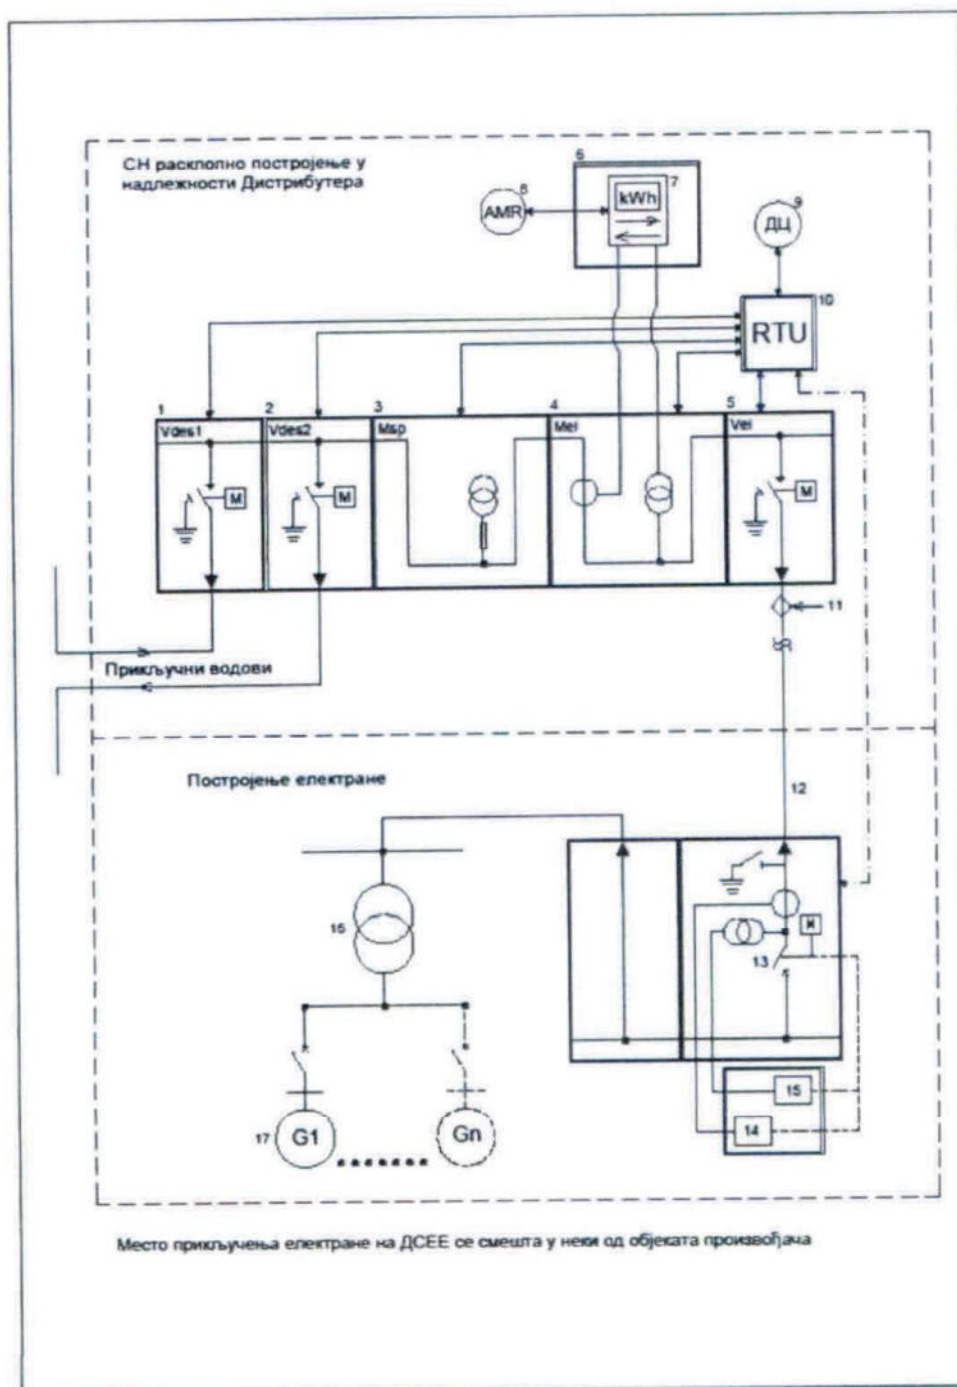 СН расклопно постројење у
надлежности Дистрибутера
6
7
kWh
8
AMR
9
ДЦ
10
RTU
1
2
3
4
5
Vdes1
Vdes2
Msp
Mel
Vel
M
M
M
11
Прикључни водови
Постројење електране
12
16
M
13
15
14
17
G1
Gn
Место прикључења електране на ДСЕЕ се смешта у неки од објеката произвођача